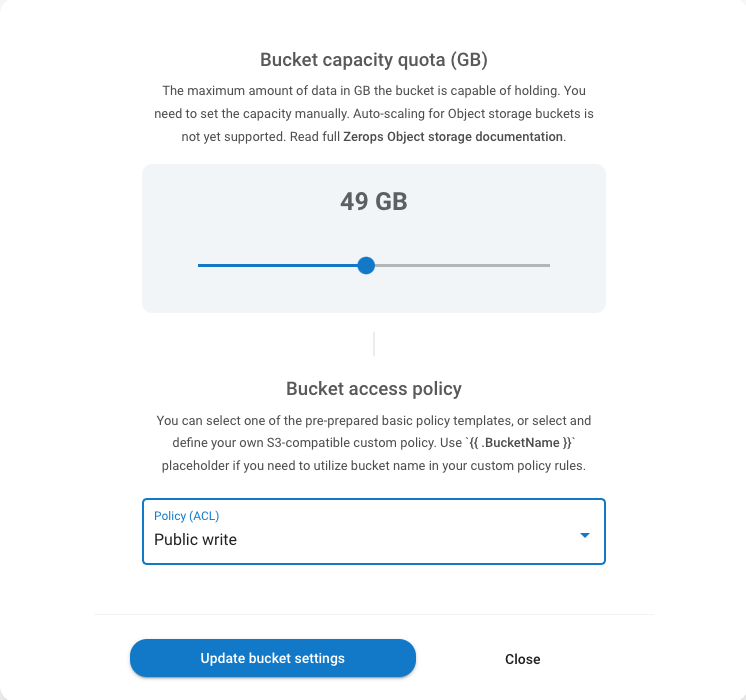 Bucket capacity quota (GB)
The maximum amount of data in GB the bucket is capable of holding. You
need to set the capacity manually. Auto-scaling for Object storage buckets is
not yet supported. Read full Zerops Object storage documentation.
49 GB
Bucket access policy
You can select one of the pre-prepared basic policy templates, or select and
define your own S3-compatible custom policy. Use `{{ .BucketName }}`
placeholder if you need to utilize bucket name in your custom policy rules.
Policy (ACL)
Public write
Update bucket settings
Close